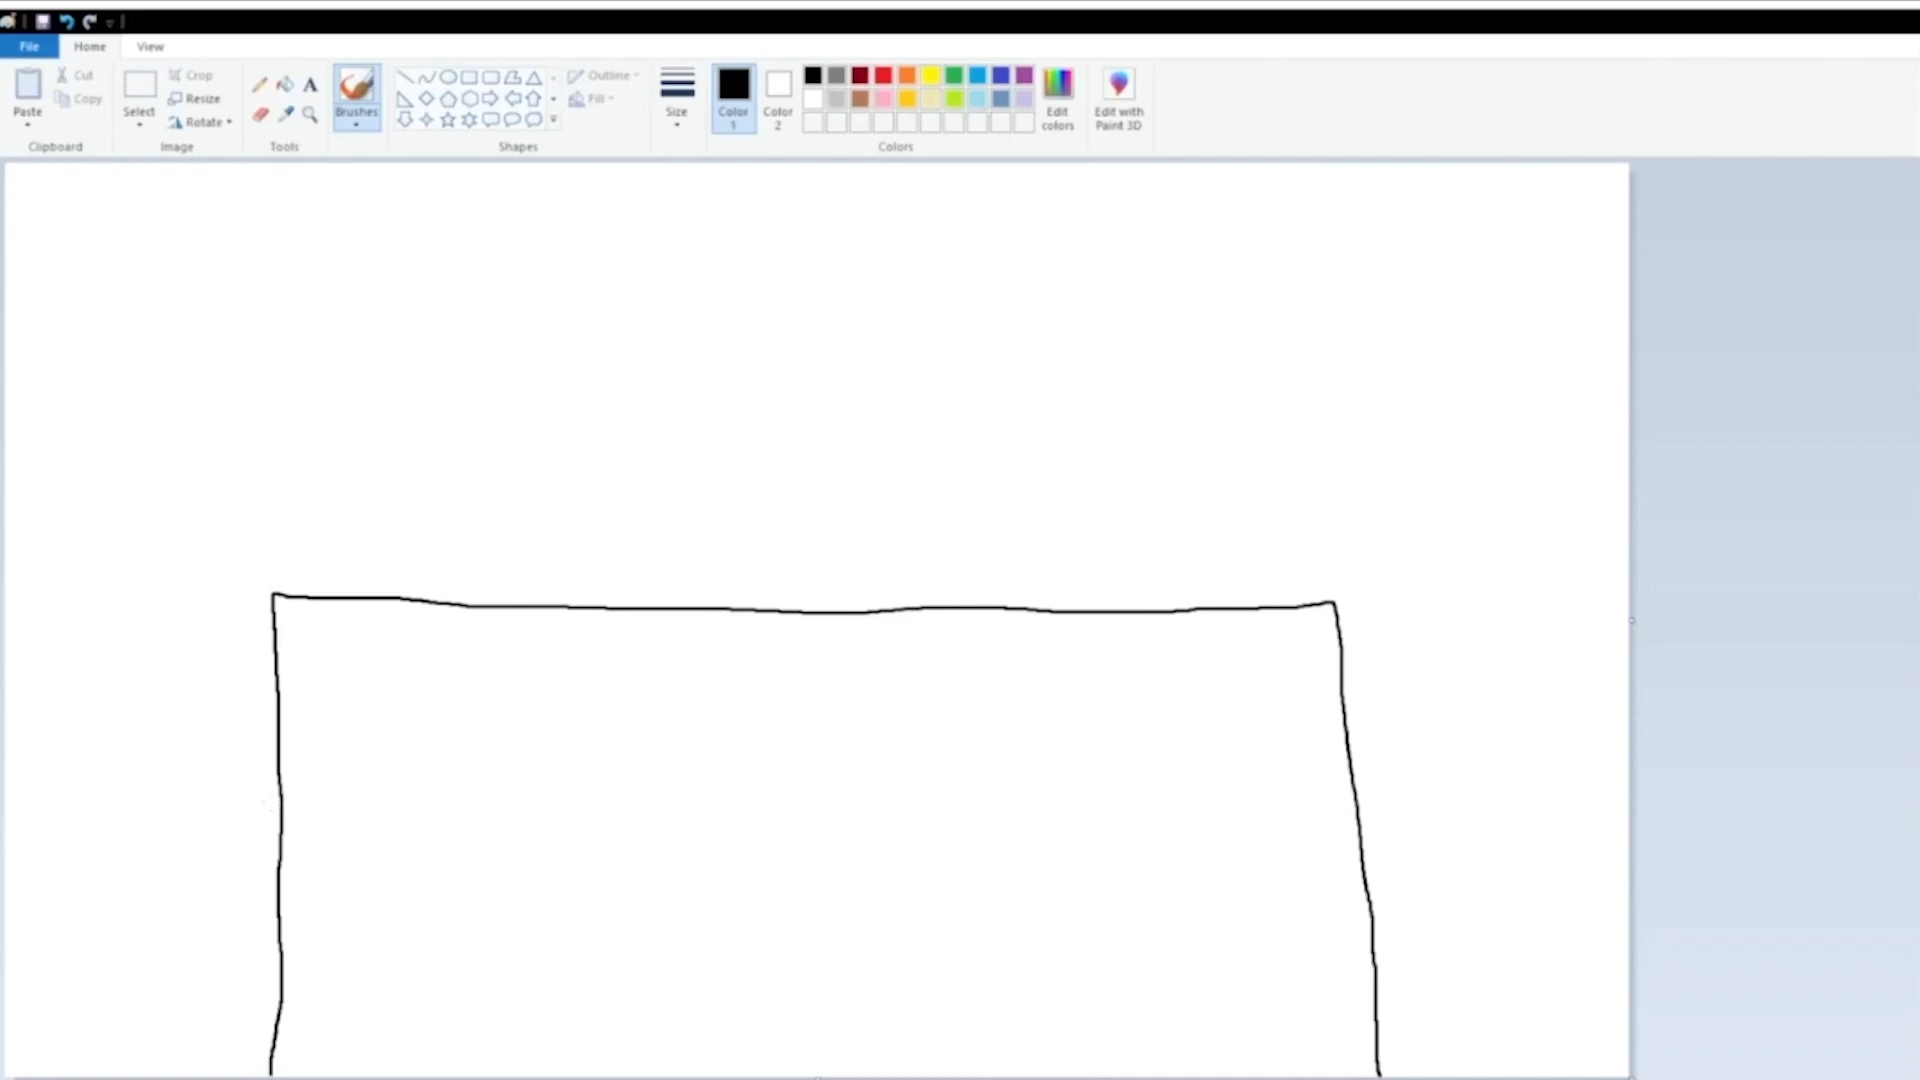 File Home View
Paste Cut Copy Select Crop Resize Rotate A Brushes Outline Fill Size Color 1 Color 2 Edit colors Edit with Paint 3D
Clipboard Image Tools Shapes Colors